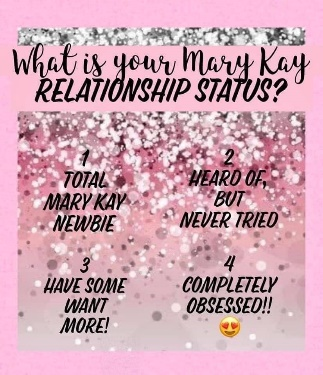 What is your Mary Kay
RELATIONSHIP STATUS?
1
TOTAL
MARY KAY
NEWBIE
2
HEARD OF,
BUT
NEVER TRIED
3
HAVE SOME
WANT
MORE!
4
COMPLETELY
OBSESSED!!
😍